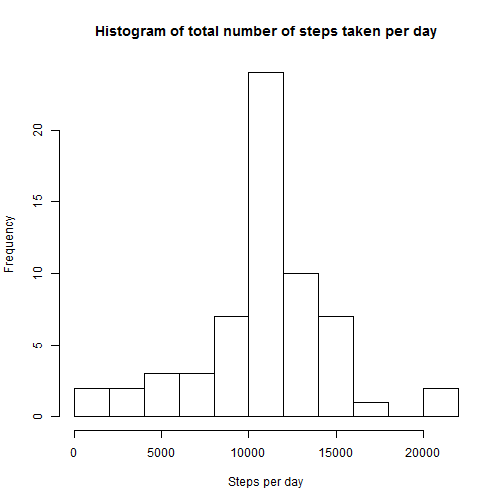 Histogram of total number of steps taken per day
Frequency
20
15
10
5
0
0 5000 10000 15000 20000
Steps per day